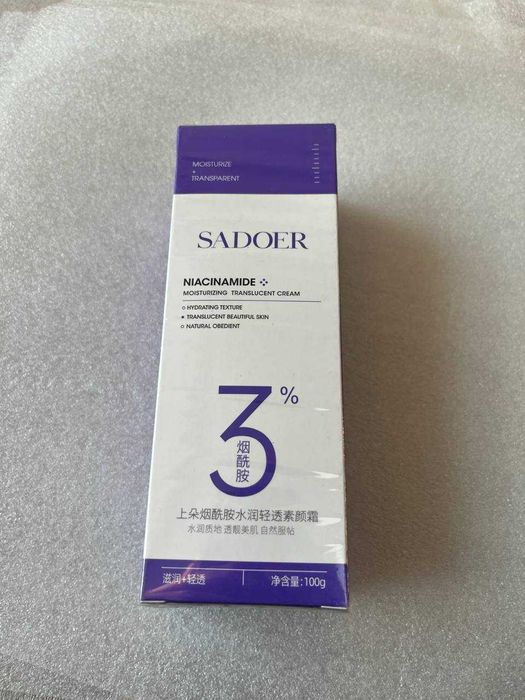 MOISTURIZE
+
TRANSPARENT
SADOER
NIACINAMIDE
MOISTURIZING TRANSLUCENT CREAM
HYDRATING TEXTURE
TRANSLUCENT BEAUTIFUL SKIN
NATURAL OBEDIENT
3%
烟酰胺
上朵烟酰胺水润轻透素颜霜
水润质地 透靓美肌 自然服帖
滋润+轻透 净含量:100g